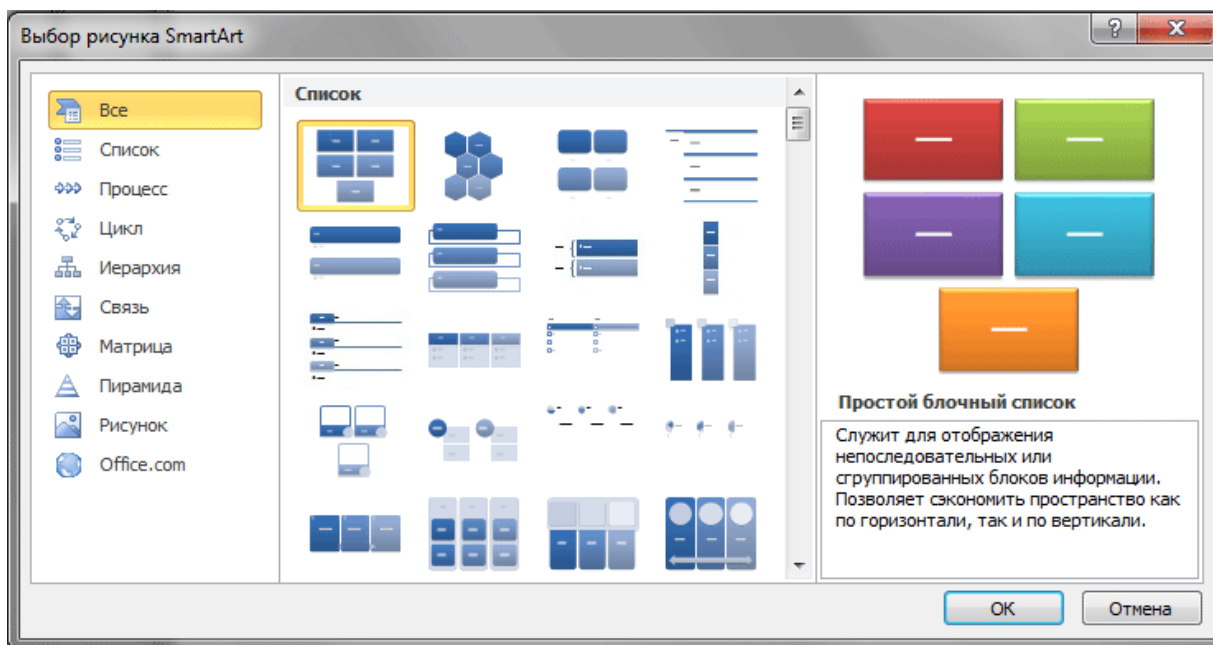 Выбор рисунка SmartArt
Все
Список
Процесс
Цикл
Иерархия
Связь
Матрица
Пирамида
Рисунок
Office.com
Список
Простой блочный список
Служит для отображения
непоследовательных или
сгруппированных блоков информации.
Позволяет сэкономить пространство как
по горизонтали, так и по вертикали.
ОК
Отмена